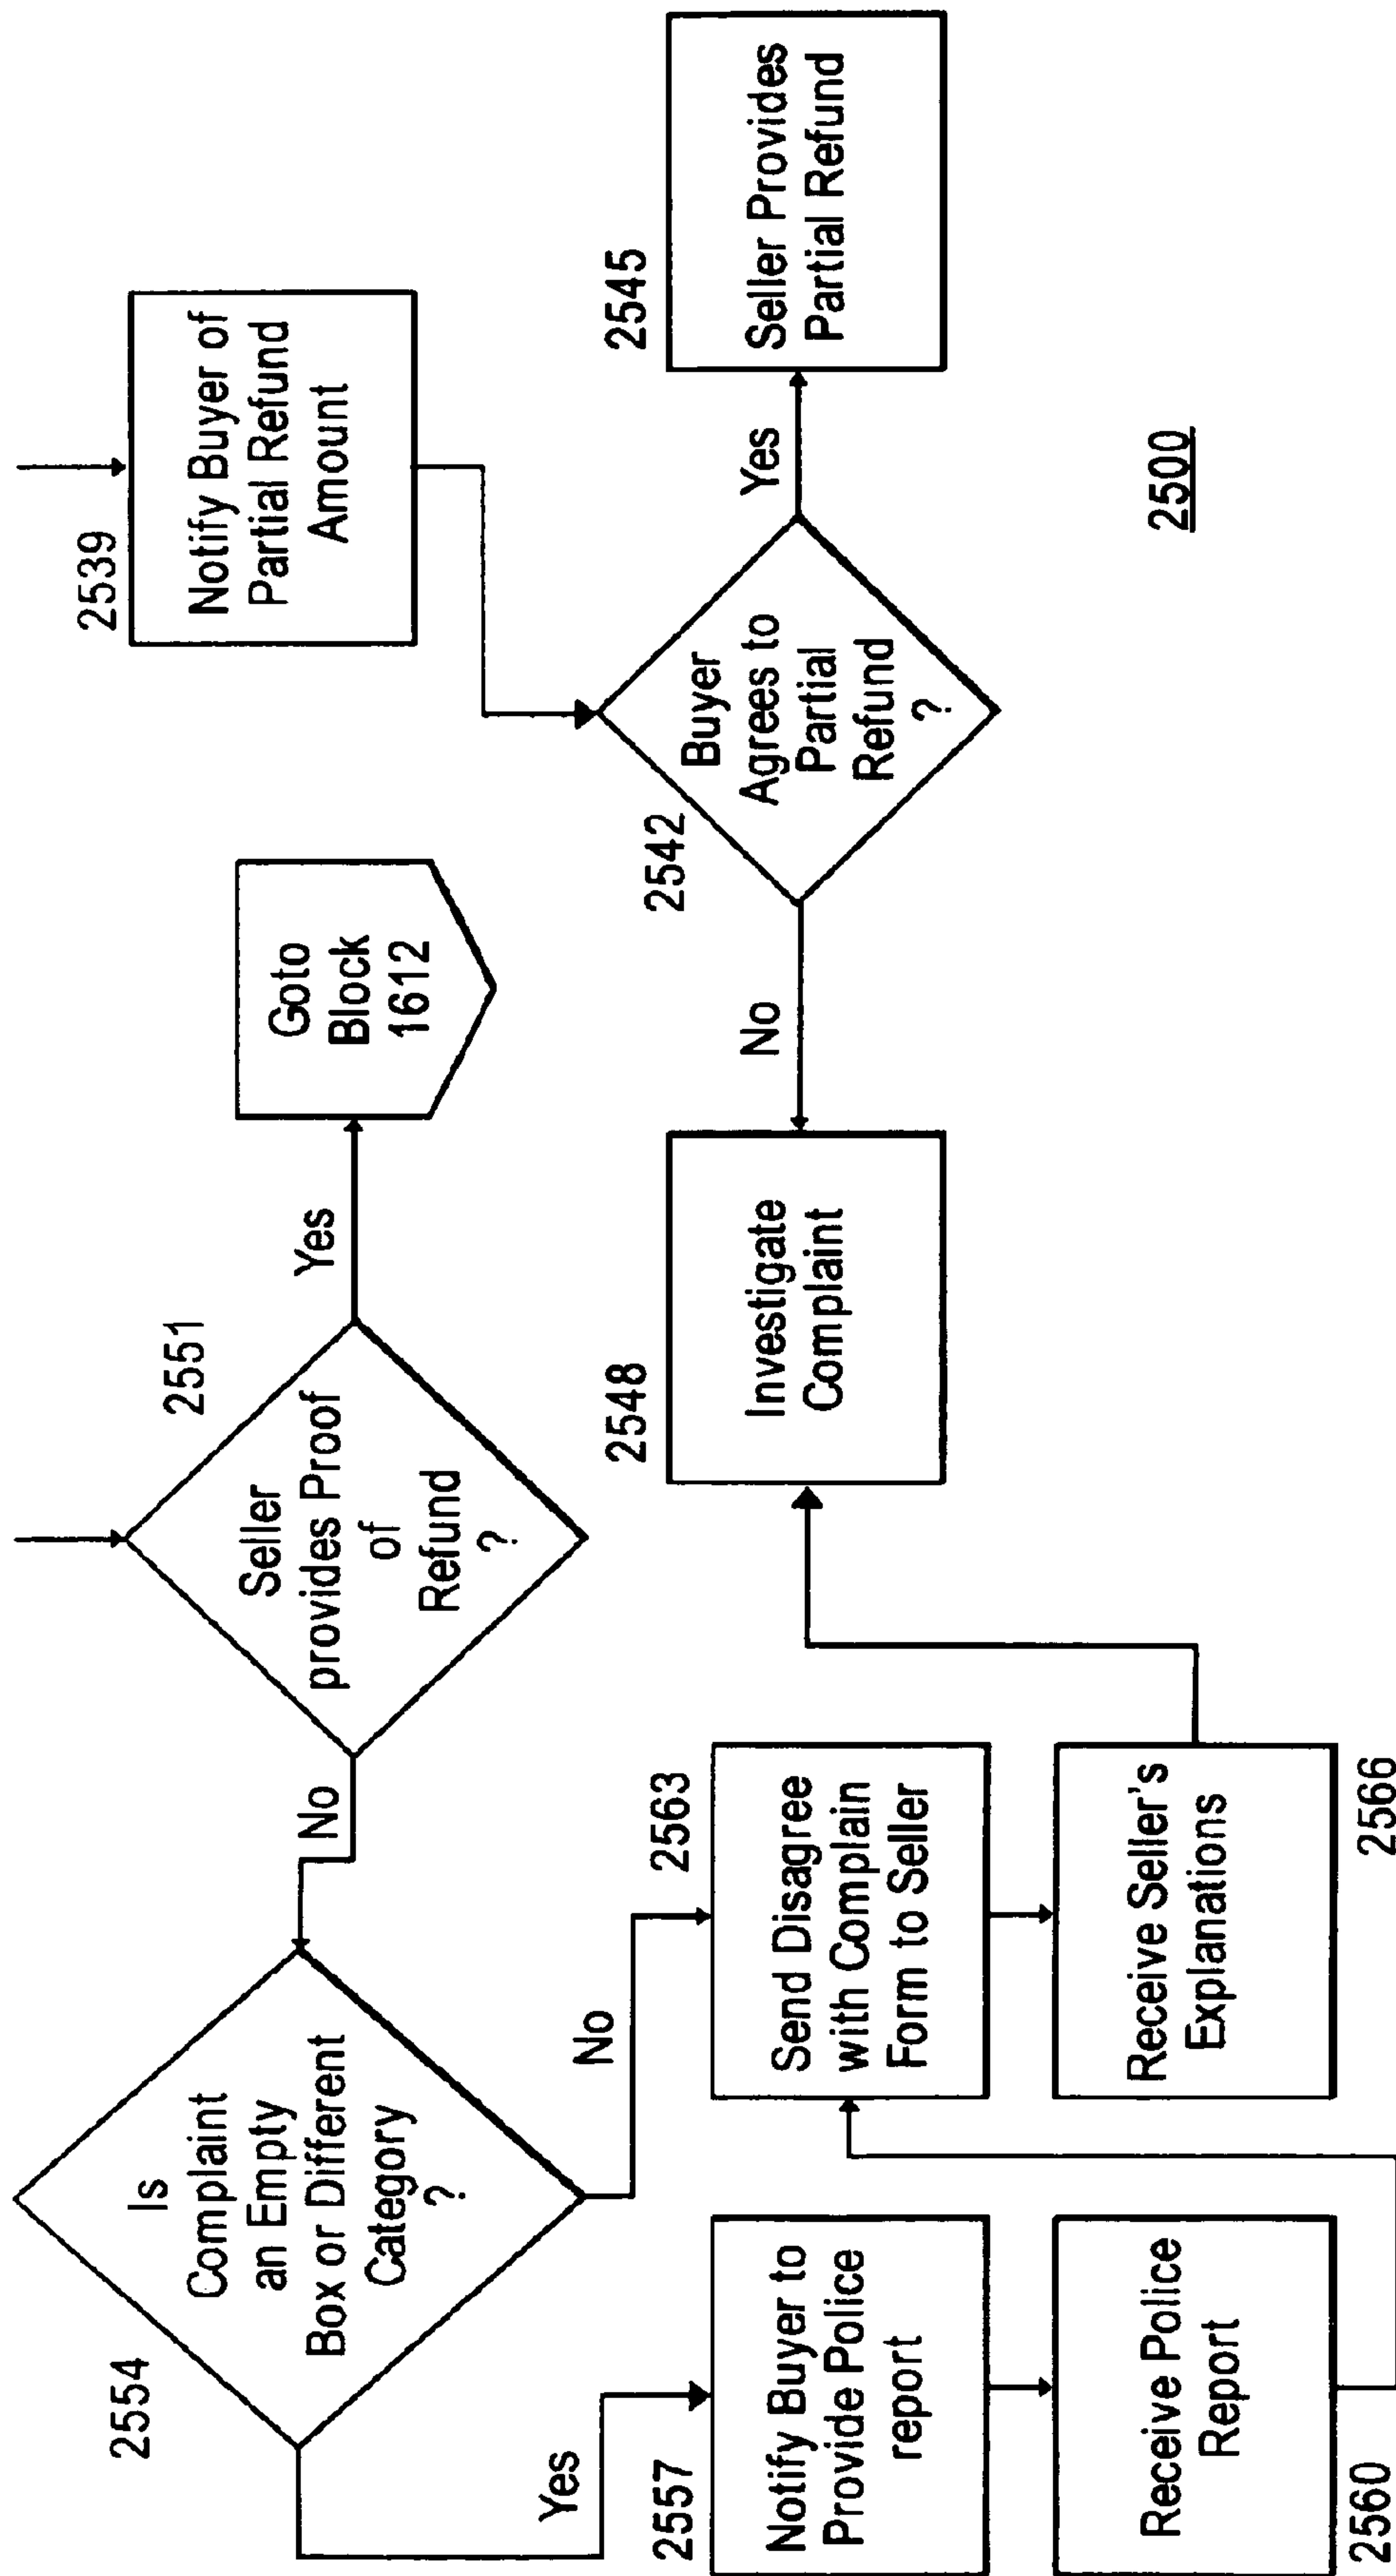 2539
Notify Buyer of
Partial Refund
Amount
2551
Seller
provides Proof
of
Refund
?
Yes
No
Goto
Block
1612
2554
Is
Complaint
an Empty
Box or Different
Category
?
Yes
No
2542
Buyer
Agrees to
Partial
Refund
?
Yes
No
2545
Seller Provides
Partial Refund
2548
Investigate
Complaint
2557
Notify Buyer to
Provide Police
report
2563
Send Disagree
with Complain
Form to Seller
Receive Police
Report
2560
Receive Seller's
Explanations
2566
2500